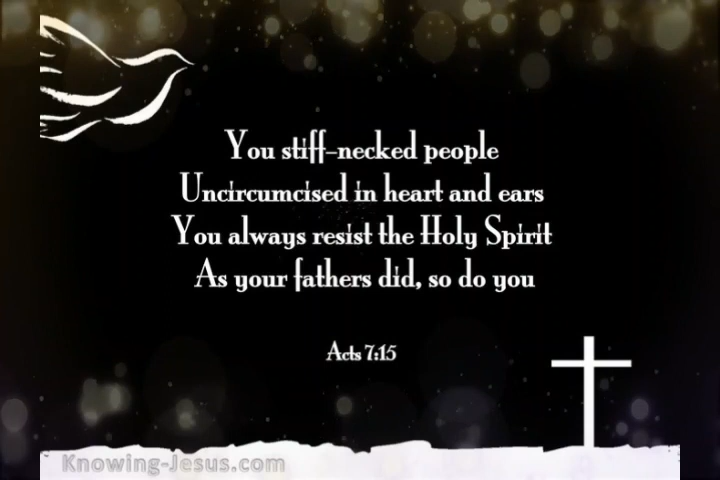 You stiff-necked people
Uncircumcised in heart and ears
You always resist the Holy Spirit
As your fathers did, so do you
Acts 7:15
Knowing-Jesus.com